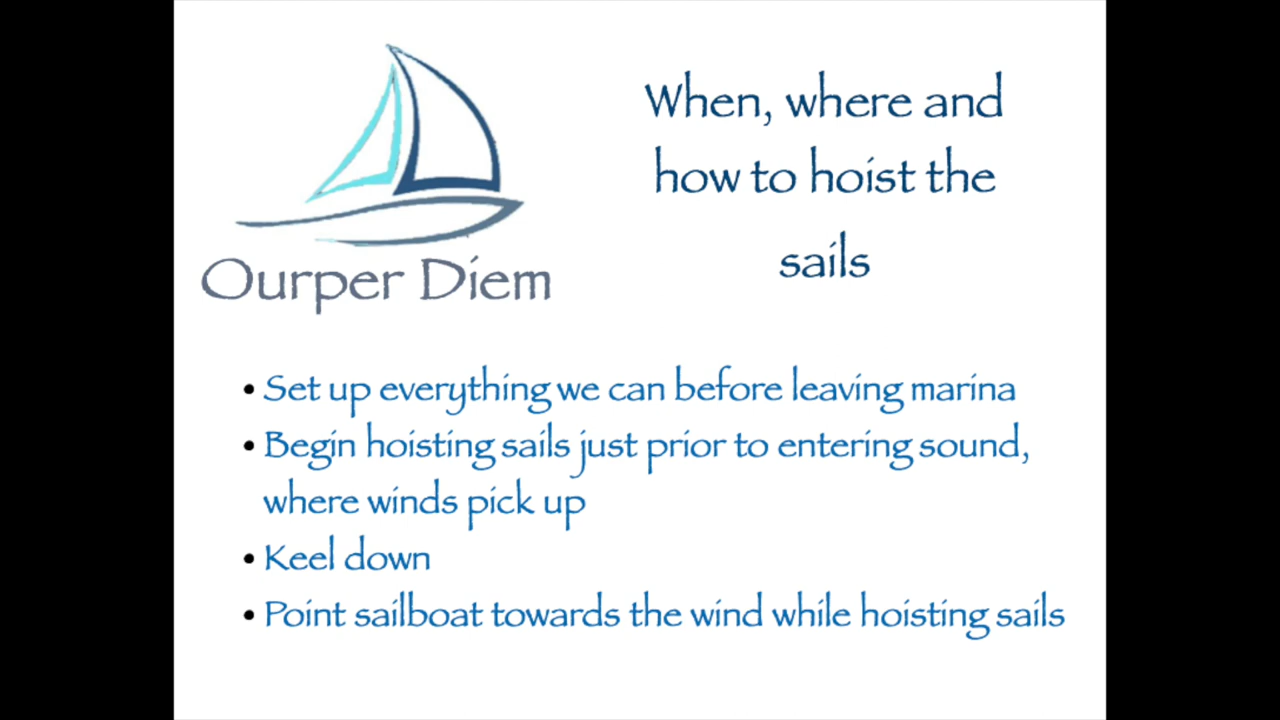 When, where and
how to hoist the
sails
Ourper Diem
• Set up everything we can before leaving marina
• Begin hoisting sails just prior to entering sound,
where winds pick up
• Keel down
• Point sailboat towards the wind while hoisting sails